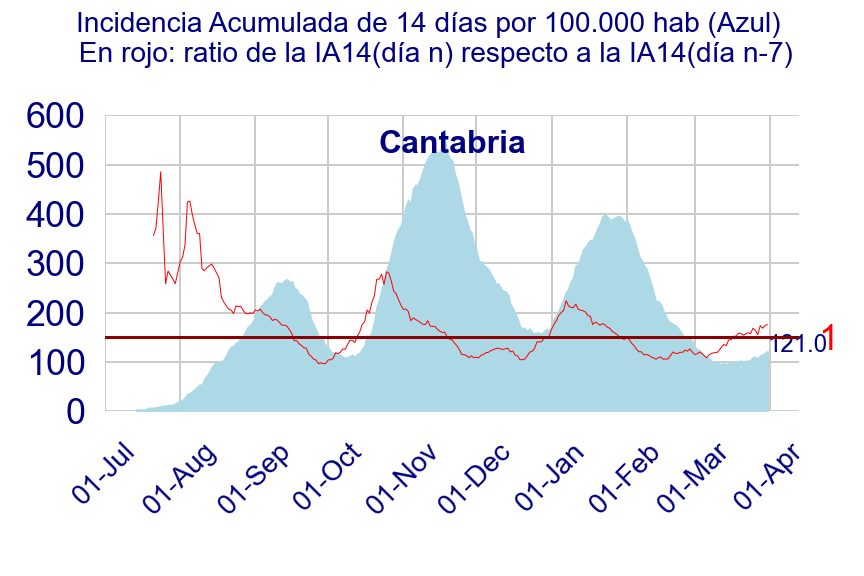 Incidencia Acumulada de 14 días por 100.000 hab (Azul)
En rojo: ratio de la IA14(día n) respecto a la IA14(día n-7)
Cantabria
600
500
400
300
200
100
0
121.0
1
01-Jul
01-Aug
01-Sep
01-Oct
01-Nov
01-Dec
01-Jan
01-Feb
01-Mar
01-Apr